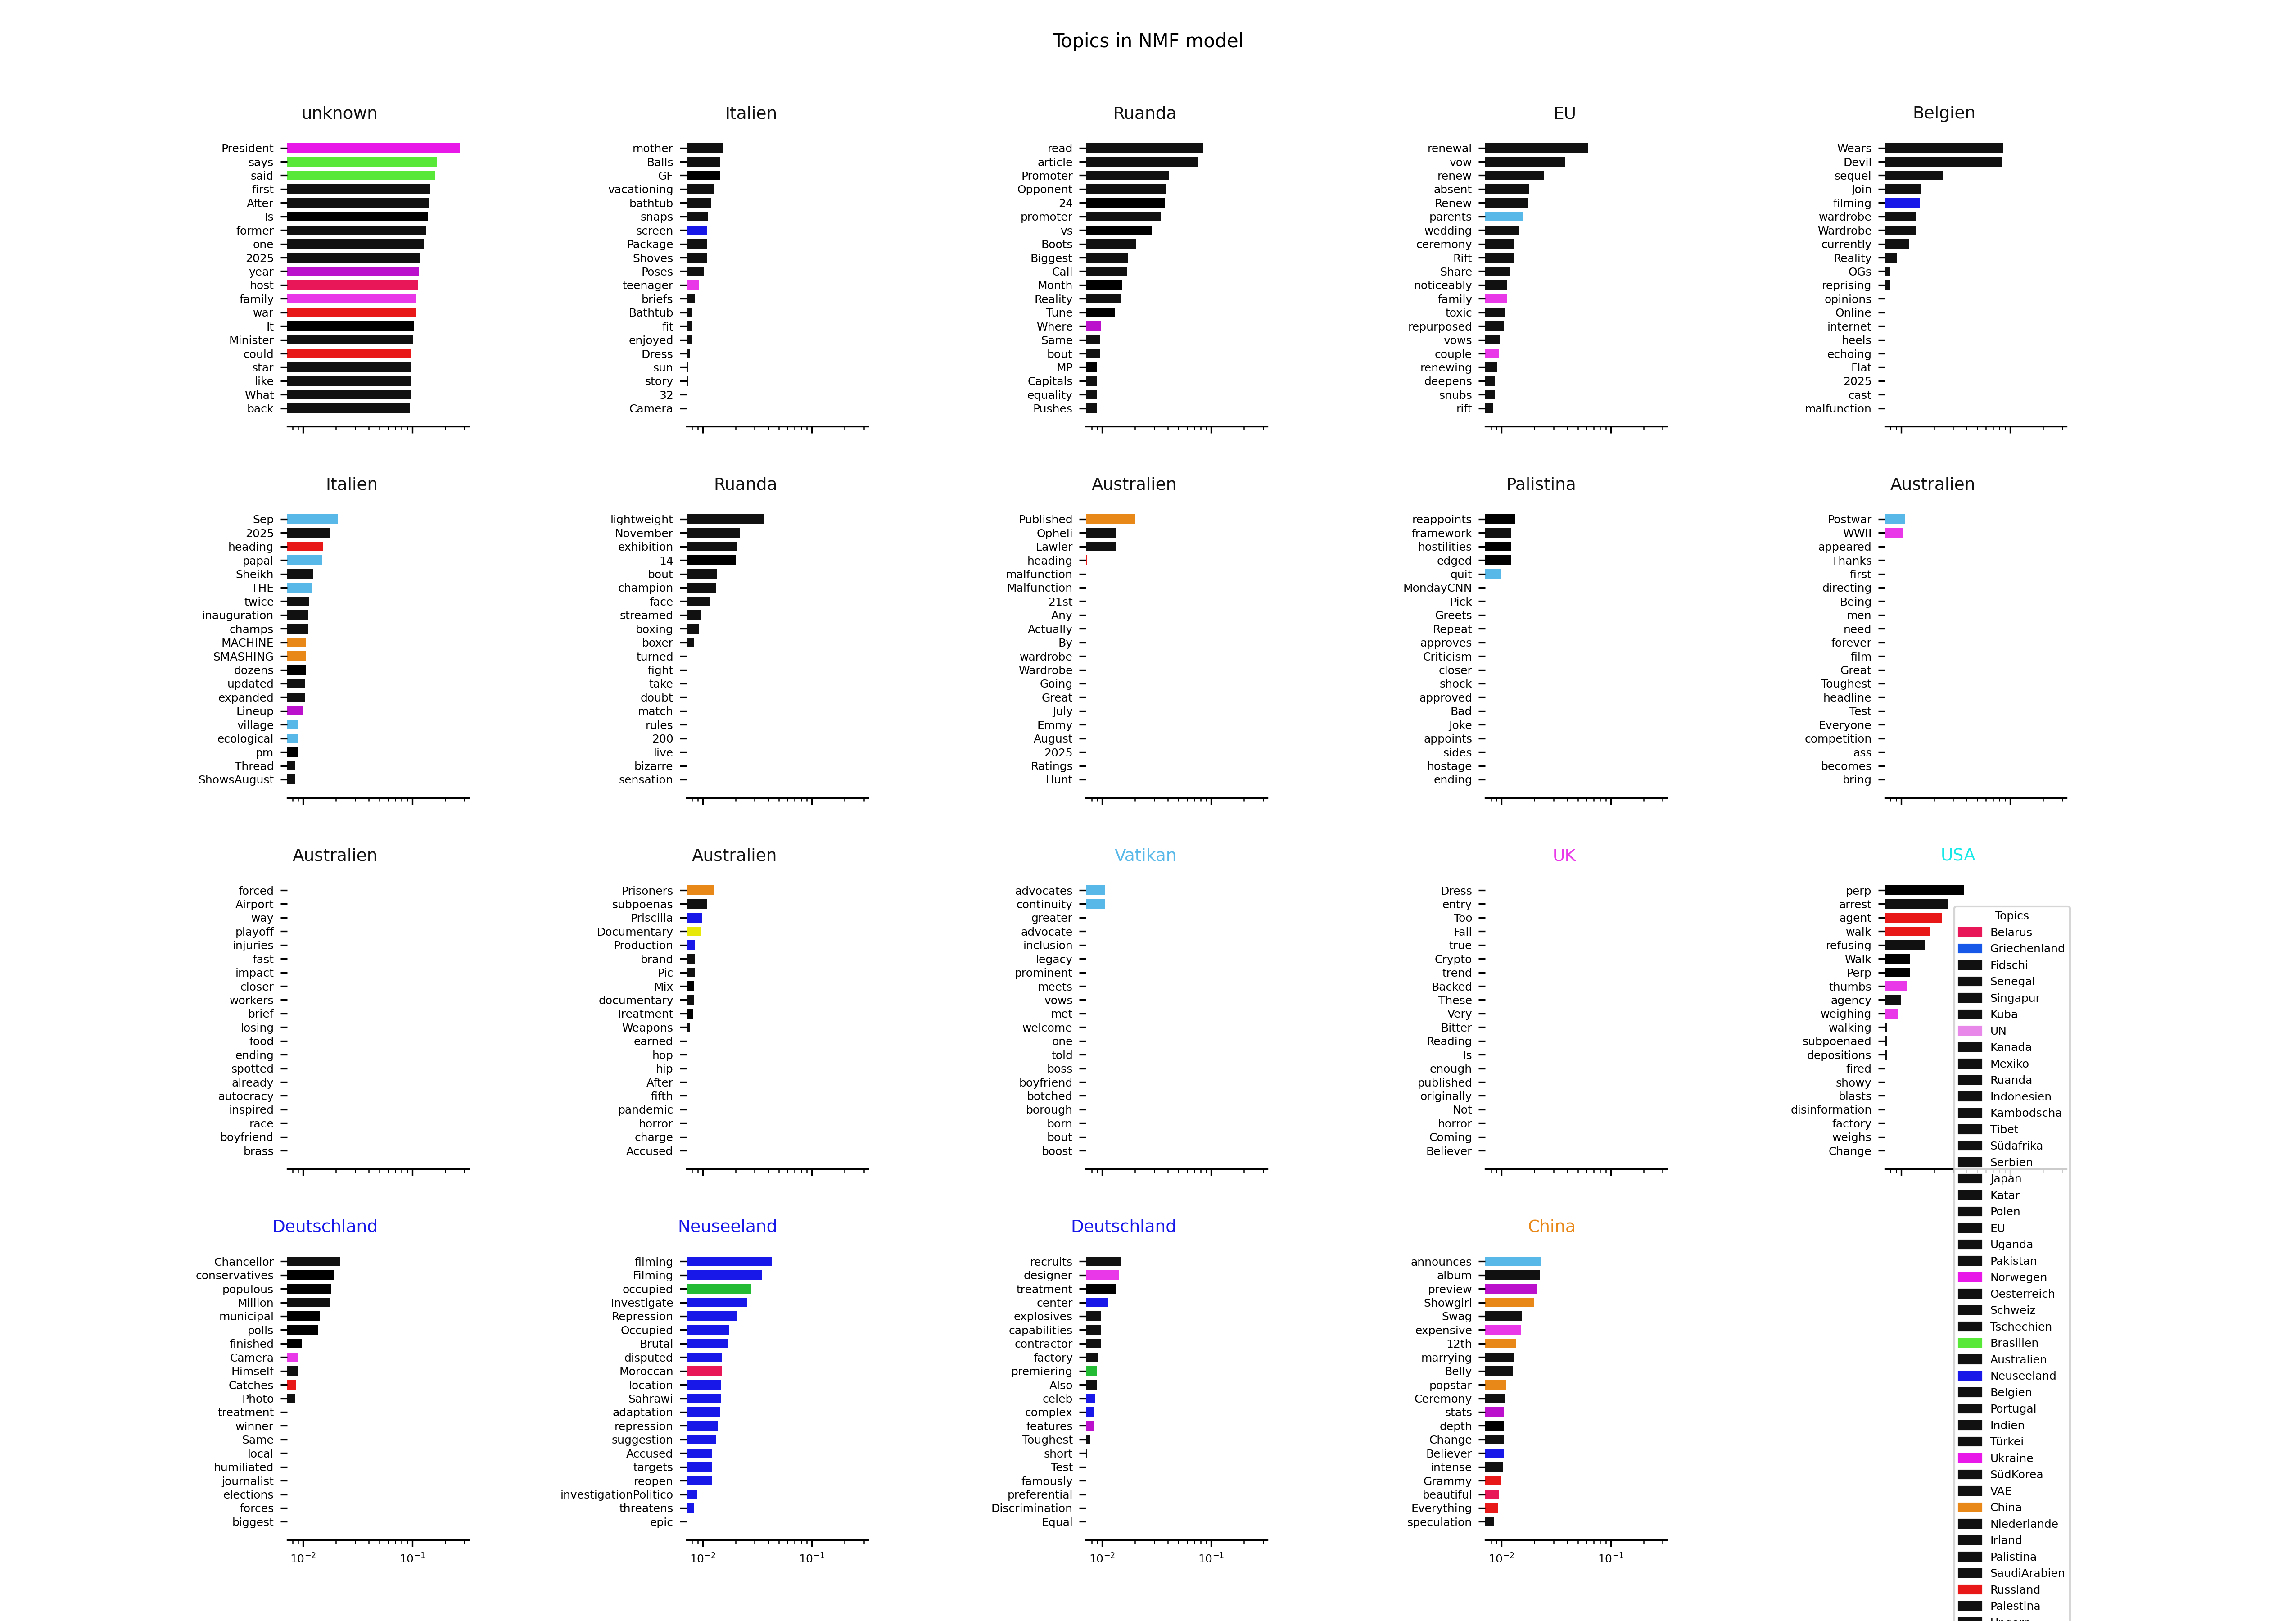 Topics in NMF model
unknown
President
says
said
first
After
Is
former
one
2025
year
host
family
war
It
Minister
could
star
like
What
back
Italien
mother
Balls
GF
vacationing
bathtub
snaps
screen
Package
Shoves
Poses
teenager
briefs
Bathtub
fit
enjoyed
Dress
sun
story
32
Camera
Ruanda
read
article
Promoter
Opponent
24
promoter
vs
Boots
Biggest
Call
Month
Reality
Tune
Where
Same
bout
MP
Capitals
equality
Pushes
EU
renewal
vow
renew
absent
Renew
parents
wedding
ceremony
Rift
Share
noticeably
family
toxic
repurposed
vows
couple
renewing
deepens
snubs
rift
Belgien
Wears
Devil
sequel
Join
filming
wardrobe
Wardrobe
currently
Reality
OGs
reprising
opinions
Online
internet
heels
echoing
Flat
2025
cast
malfunction
Italien
Sep
2025
heading
papal
Sheikh
THE
twice
inauguration
champs
MACHINE
SMASHING
dozens
updated
expanded
Lineup
village
ecological
pm
Thread
ShowsAugust
Ruanda
lightweight
November
exhibition
14
bout
champion
face
streamed
boxing
boxer
turned
fight
take
doubt
match
rules
200
live
bizarre
sensation
Australien
Published
Opheli
Lawler
heading
malfunction
Malfunction
21st
Any
Actually
By
wardrobe
Wardrobe
Going
Great
July
Emmy
August
2025
Ratings
Hunt
Palistina
reappoints
framework
hostilities
edged
quit
MondayCNN
Pick
Greets
Repeat
approves
Criticism
closer
shock
approved
Bad
Joke
appoints
sides
hostage
ending
Australien
Postwar
WWII
appeared
Thanks
first
directing
Being
men
need
forever
film
Great
Toughest
headline
Test
Everyone
competition
ass
becomes
bring
Australien
forced
Airport
way
playoff
injuries
fast
impact
closer
workers
brief
losing
food
ending
spotted
already
autocracy
inspired
race
boyfriend
brass
Australien
Prisoners
subpoenas
Priscilla
Documentary
Production
brand
Pic
Mix
documentary
Treatment
Weapons
earned
hop
hip
After
fifth
pandemic
horror
charge
Accused
Vatikan
advocates
continuity
greater
advocate
inclusion
legacy
prominent
meets
vows
met
welcome
one
told
boss
boyfriend
botched
borough
born
bout
boost
UK
Dress
entry
Too
Fall
true
Crypto
trend
Backed
These
Very
Bitter
Reading
Is
enough
published
originally
Not
horror
Coming
Believer
USA
perp
arrest
agent
walk
refusing
Walk
Perp
thumbs
agency
weighing
walking
subpoenaed
depositions
fired
showy
blasts
disinformation
factory
weighs
Change
Deutschland
Chancellor
conservatives
populous
Million
municipal
polls
finished
Camera
Himself
Catches
Photo
treatment
winner
Same
local
humiliated
journalist
elections
forces
biggest
10⁻² 10⁻¹
Neuseeland
filming
Filming
occupied
Investigate
Repression
Occupied
Brutal
disputed
Moroccan
location
Sahrawi
adaptation
repression
suggestion
Accused
targets
reopen
investigationPolitico
threatens
epic
10⁻² 10⁻¹
Deutschland
recruits
designer
treatment
center
explosives
capabilities
contractor
factory
premiering
Also
celeb
complex
features
Toughest
short
Test
famously
preferential
Discrimination
Equal
10⁻² 10⁻¹
China
announces
album
preview
Showgirl
Swag
expensive
12th
marrying
Belly
popstar
Ceremony
stats
depth
Change
Believer
intense
Grammy
beautiful
Everything
speculation
10⁻² 10⁻¹
Topics
Belarus
Griechenland
Fidschi
Senegal
Singapur
Kuba
UN
Kanada
Mexiko
Ruanda
Indonesien
Kambodscha
Tibet
Südafrika
Serbien
Japan
Katar
Polen
EU
Uganda
Pakistan
Norwegen
Oesterreich
Schweiz
Tschechien
Brasilien
Australien
Neuseeland
Belgien
Portugal
Indien
Türkei
Ukraine
SüdKorea
VAE
China
Niederlande
Irland
Palistina
SaudiArabien
Russland
Palestina